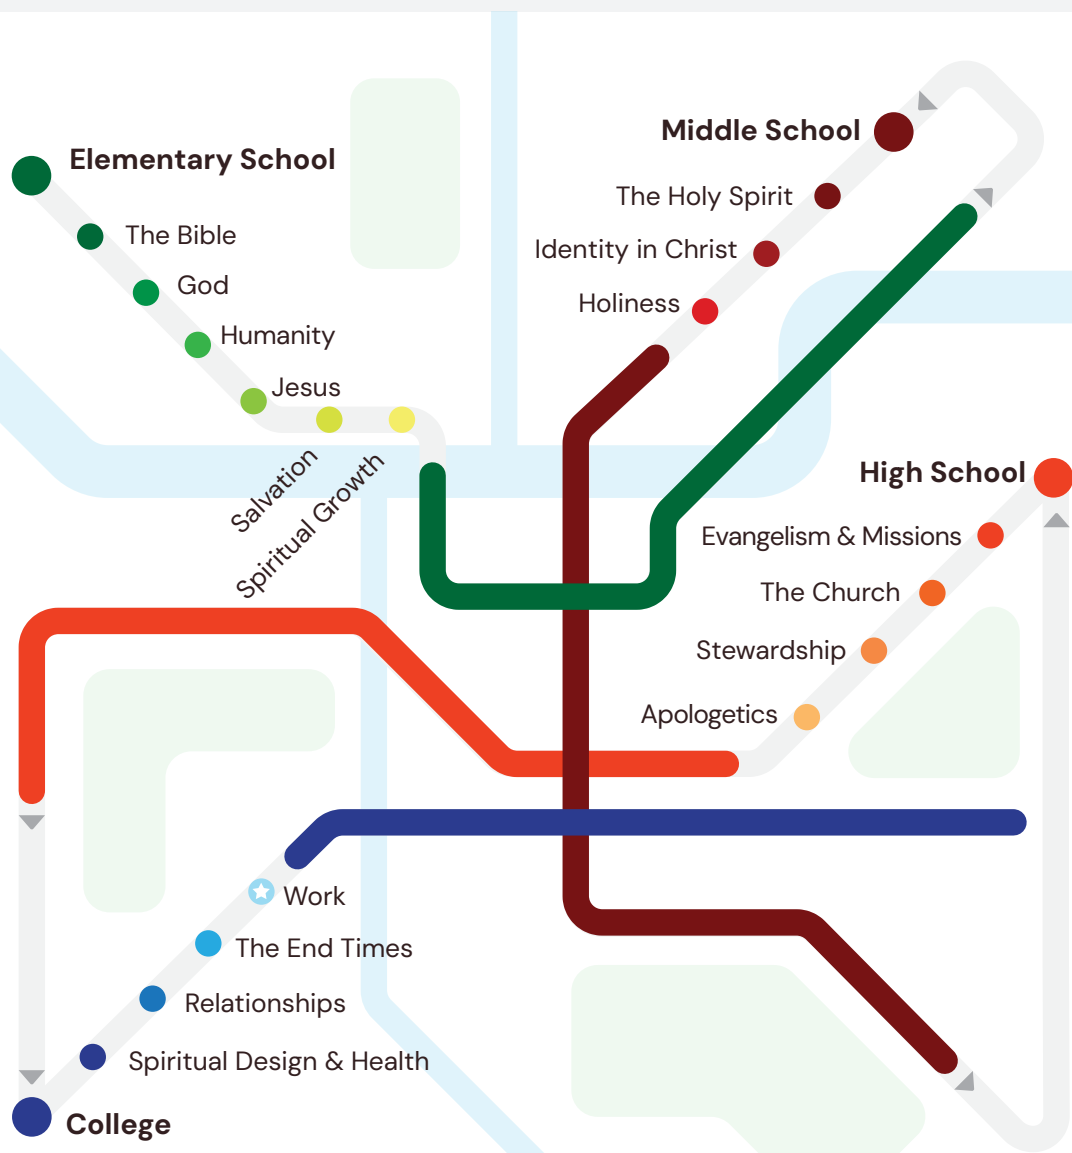 Elementary School
The Bible
God
Humanity
Jesus
Salvation
Spiritual Growth
Middle School
The Holy Spirit
Identity in Christ
Holiness
High School
Evangelism & Missions
The Church
Stewardship
Apologetics
Work
The End Times
Relationships
Spiritual Design & Health
College